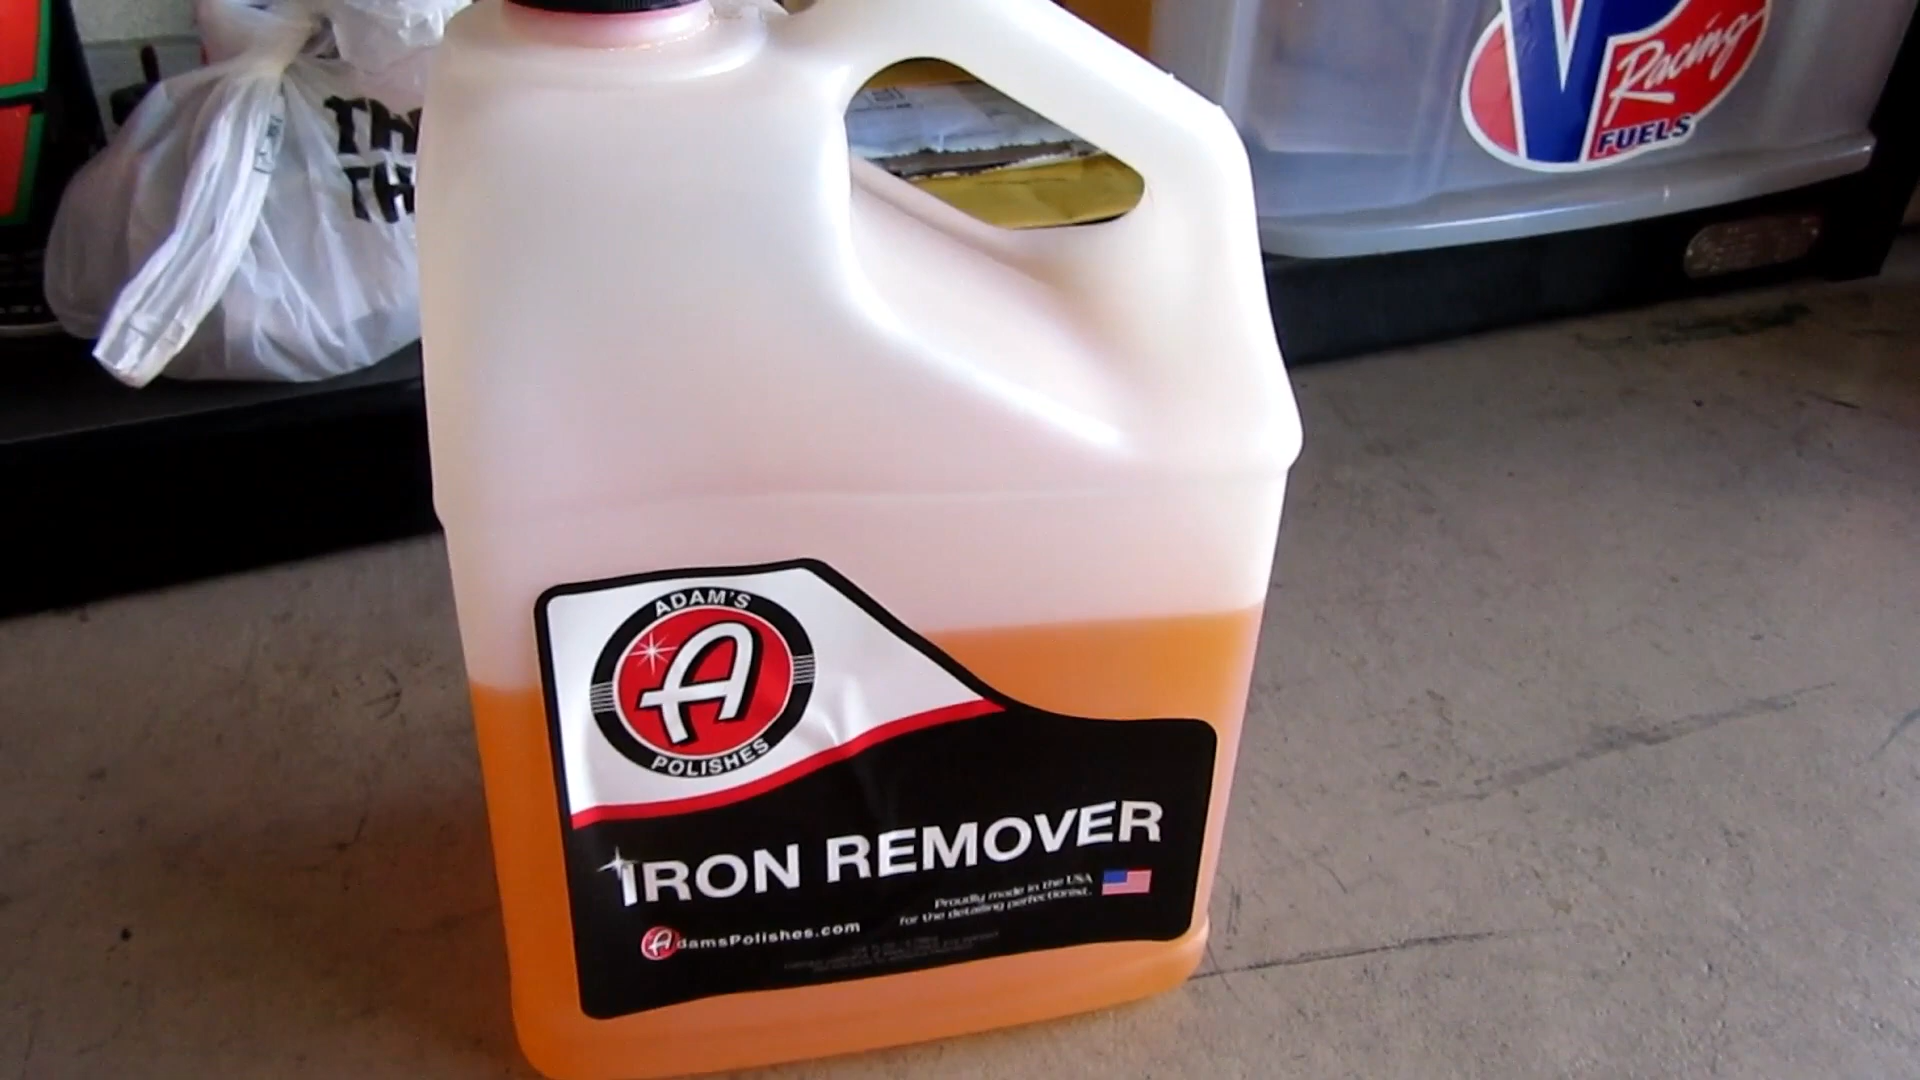 Racing
FUELS
ADAM'S
A
POLISHES
IRON REMOVER
Proudly made in the USA
for the detailing perfectionist.
AdamsPolishes.com